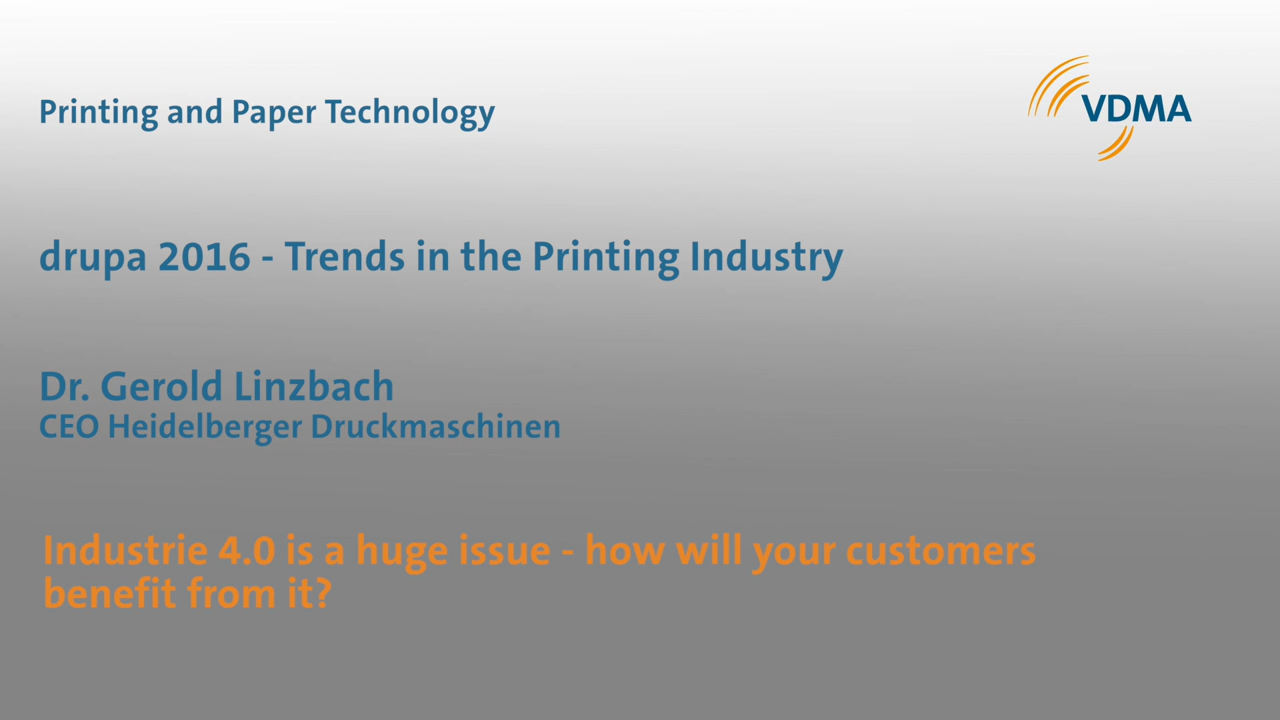 Printing and Paper Technology
VDMA
drupa 2016 - Trends in the Printing Industry
Dr. Gerold Linzbach
CEO Heidelberger Druckmaschinen
Industrie 4.0 is a huge issue - how will your customers
benefit from it?